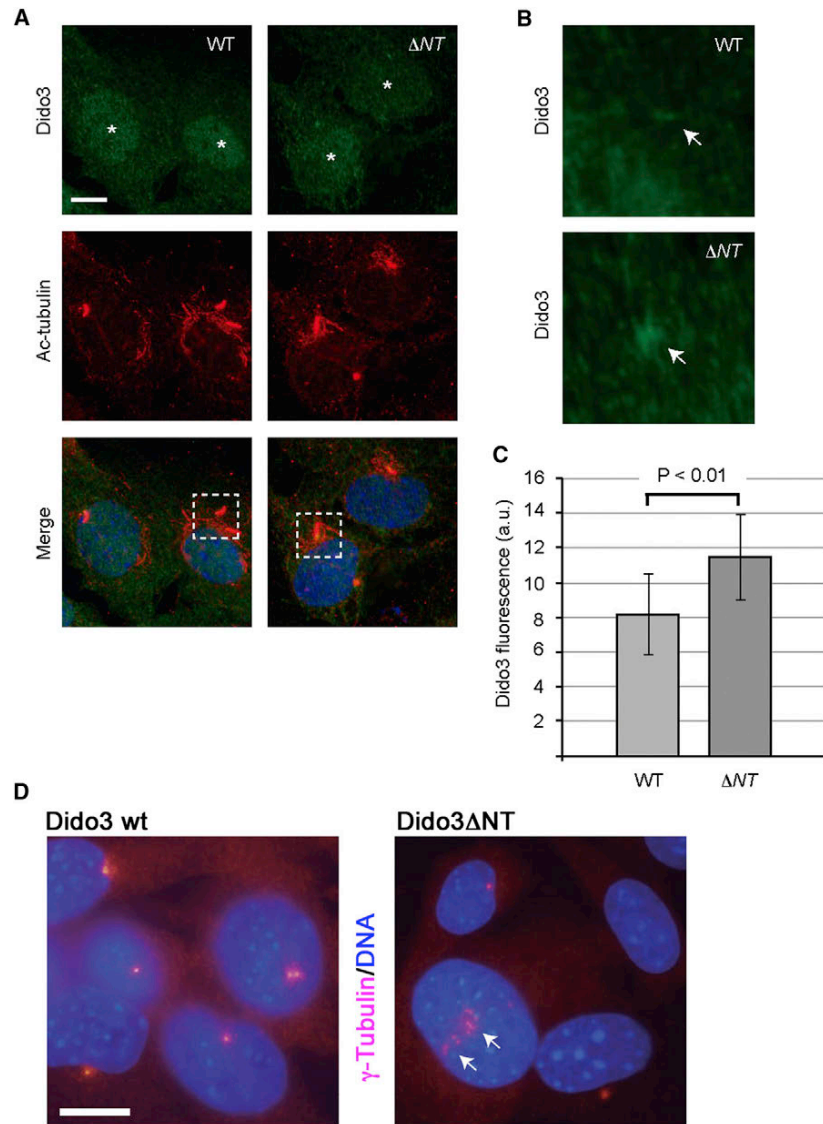 A
WT
ΔNT
Dido3
*
*
*
*
Ac-tubulin
Merge
B
WT
Dido3
ΔNT
Dido3
C
P < 0.01
Dido3 fluorescence (a.u.)
16
14
12
10
8
6
4
2
WT
ΔNT
D
Dido3 wt
Dido3ΔNT
γ-Tubulin/DNA